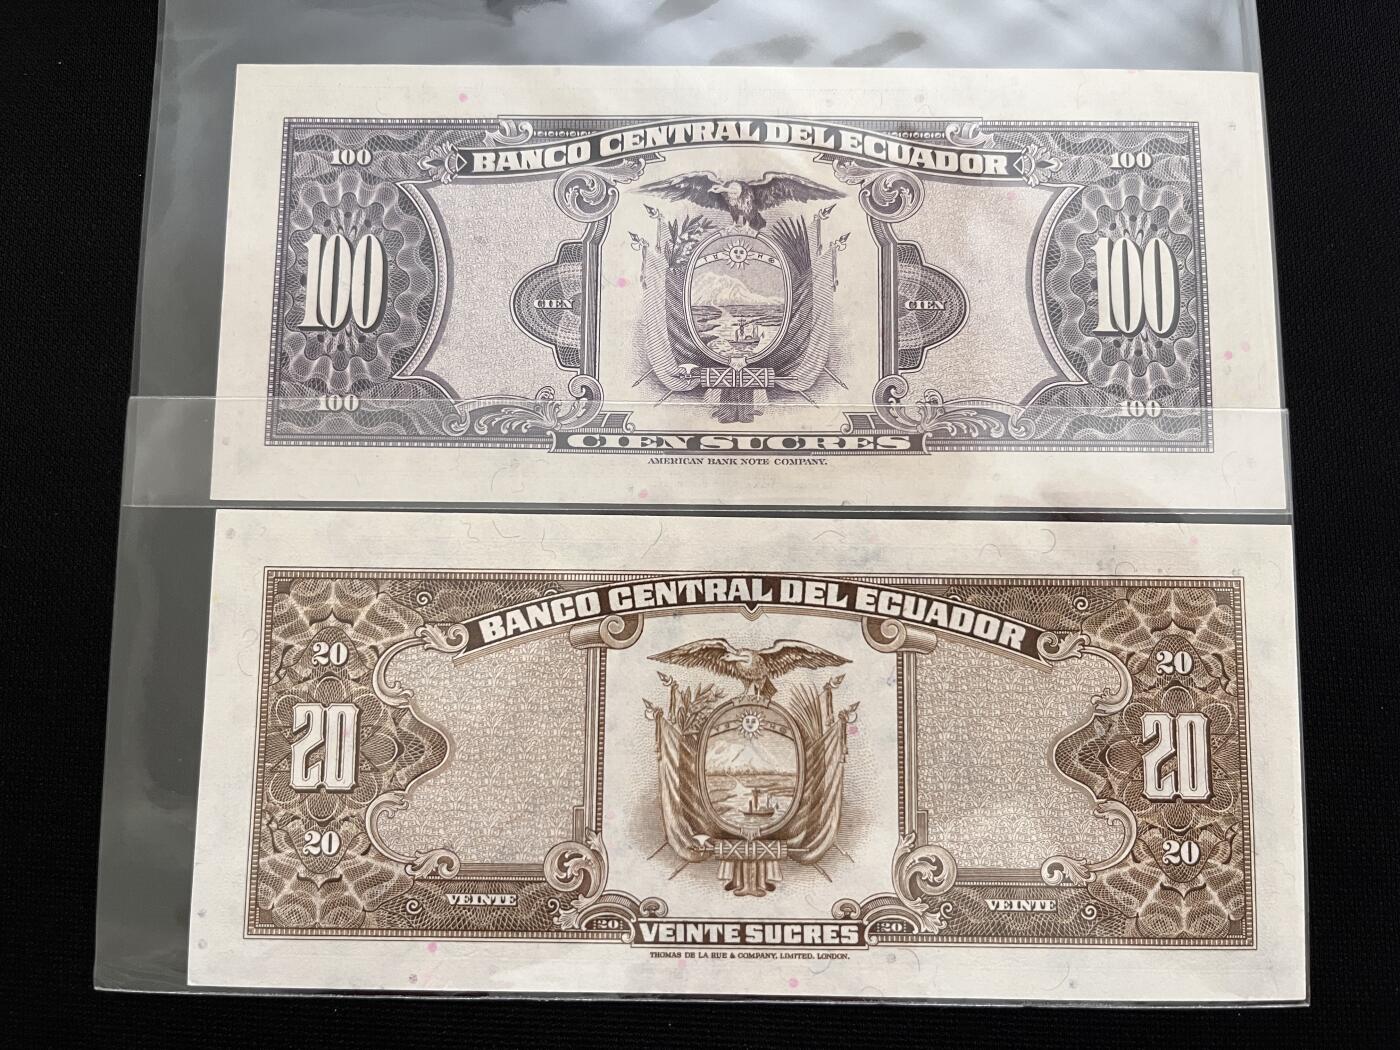 BANCO CENTRAL DEL ECUADOR
100 100
100 100
CIEN CIEN
100 100
CIEN SUCRES
AMERICAN BANK NOTE COMPANY.
BANCO CENTRAL DEL ECUADOR
20 20
20 20
20 20
VEINTE VEINTE
20 VEINTE SUCRES 20
THOMAS DE LA RUE & COMPANY, LIMITED, LONDON.